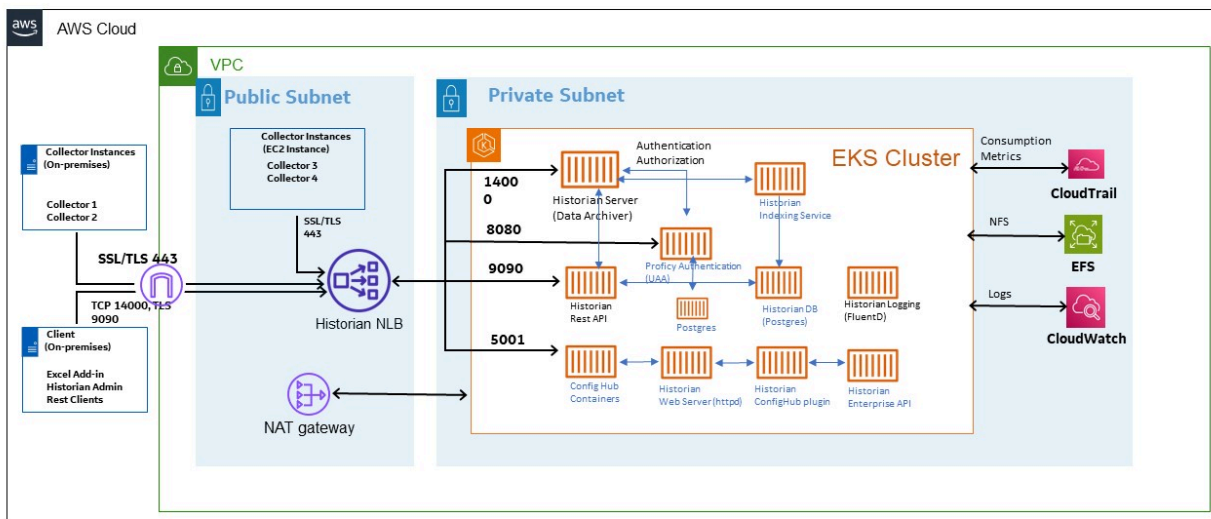 aws
AWS Cloud
VPC
Public Subnet
Private Subnet
Collector Instances
(On-premises)
Collector 1
Collector 2
SSL/TLS 443
TCP 14000, TLS
9090
Client
(On-premises)
Excel Add-in
Historian Admin
Rest Clients
Collector Instances
(EC2 Instance)
Collector 3
Collector 4
SSL/TLS
443
Historian NLB
NAT gateway
EKS Cluster
1400
0
8080
9090
5001
Authentication
Authorization
Historian Server
(Data Archiver)
Historian
Indexing Service
Proficy Authentication
(UAA)
Historian
Rest API
Postgres
Historian DB
(Postgres)
Historian Logging
(FluentD)
Config Hub
Containers
Historian
Web Server (httpd)
Historian
ConfigHub plugin
Historian
Enterprise API
Consumption
Metrics
CloudTrail
NFS
EFS
Logs
CloudWatch